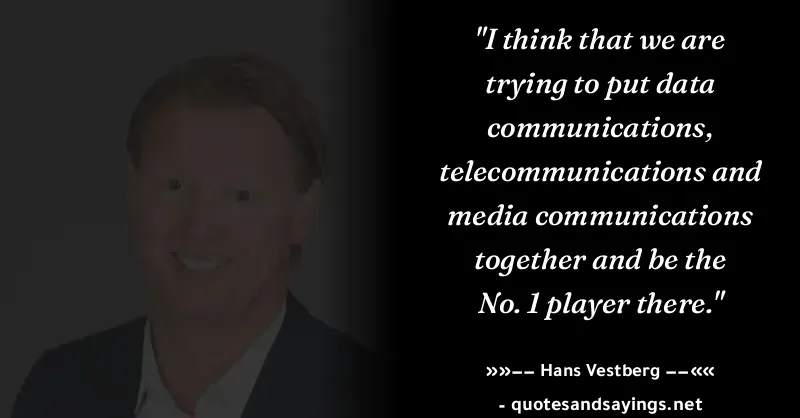 "I think that we are
trying to put data
communications,
telecommunications and
media communications
together and be the
No. 1 player there."
»»–– Hans Vestberg ––««
- quotesandsayings.net